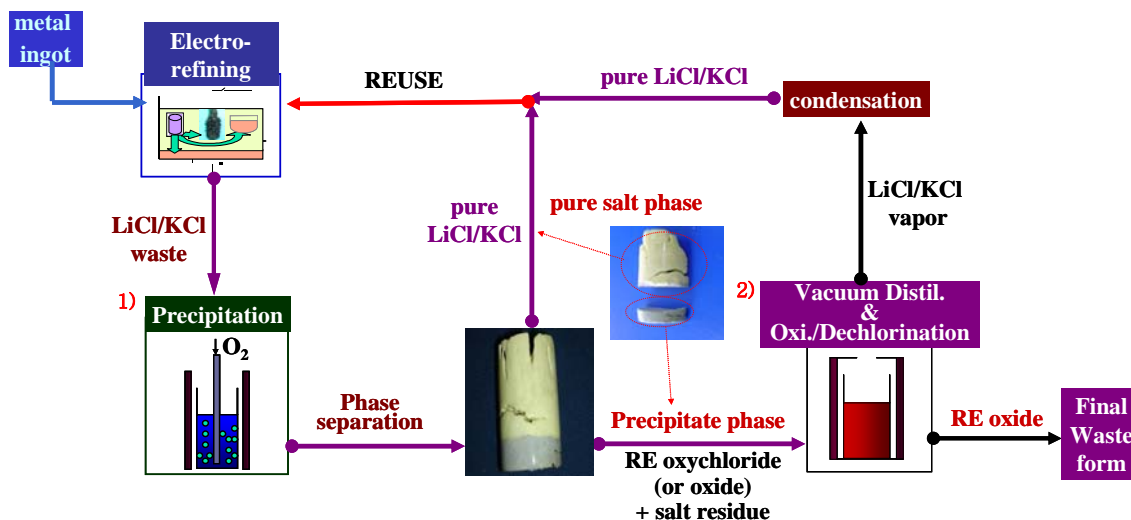 metal
ingot
Electro-
refining
REUSE
pure LiCl/KCl
condensation
LiCl/KCl
waste
pure
LiCl/KCl
pure salt phase
LiCl/KCl
vapor
1)
Precipitation
O2
2)
Vacuum Distil.
&
Oxi./Dechlorination
Phase
separation
Precipitate phase
RE oxychloride
(or oxide)
+ salt residue
RE oxide
Final
Waste
form